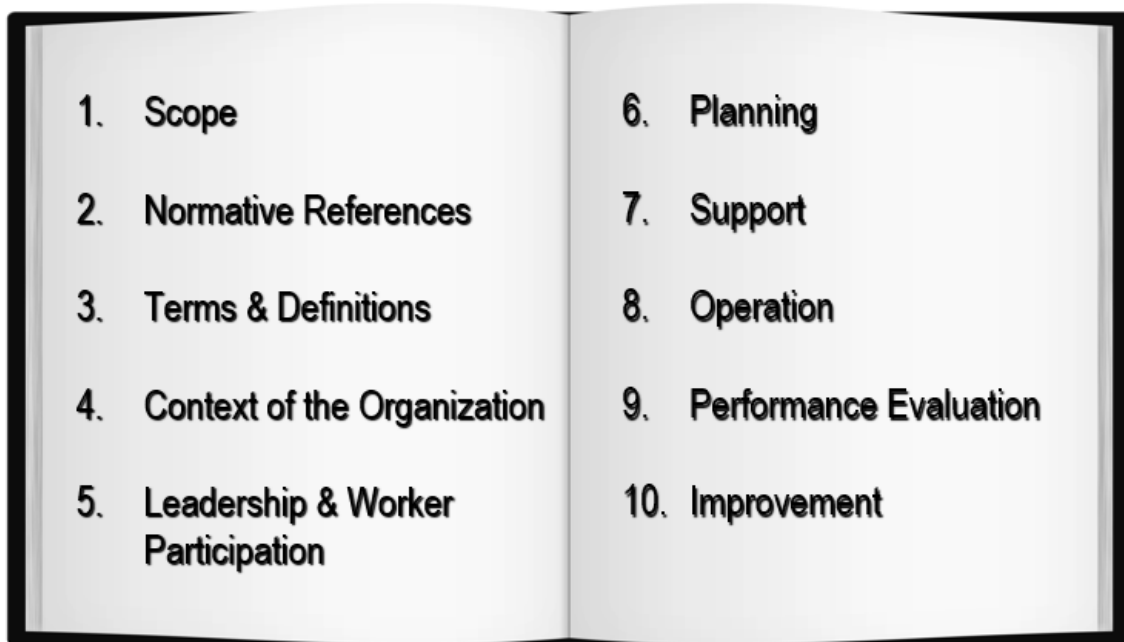 1. Scope
2. Normative References
3. Terms & Definitions
4. Context of the Organization
5. Leadership & Worker
Participation
6. Planning
7. Support
8. Operation
9. Performance Evaluation
10. Improvement